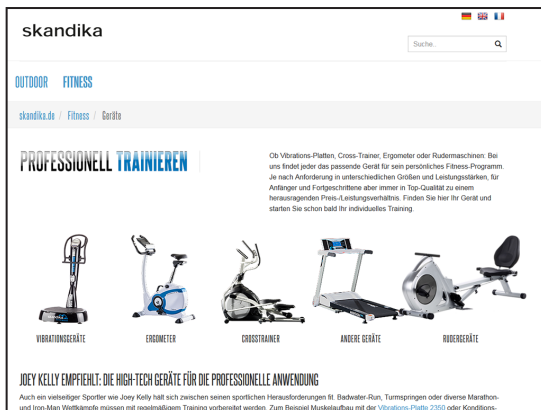 skandika
Suche..
OUTDOOR FITNESS
skandika.de / Fitness / Geräte
PROFESSIONELL TRAINIEREN
Ob Vibrations-Platten, Cross-Trainer, Ergometer oder Rudermaschinen: Bei
uns findet jeder das passende Gerät für sein persönliches Fitness-Programm.
Je nach Anforderung in unterschiedlichen Größen und Leistungsstärken, für
Anfänger und Fortgeschrittene aber immer in Top-Qualität zu einem
herausragenden Preis-/Leistungsverhältnis. Finden Sie hier Ihr Gerät und
starten Sie schon bald Ihr individuelles Training.
VIBRATIONSGERÄTE ERGOMETER CROSSTRAINER ANDERE GERÄTE RUDERGERÄTE
JOEY KELLY EMPFIEHLT: DIE HIGH-TECH GERÄTE FÜR DIE PROFESSIONELLE ANWENDUNG
Auch ein vielseitiger Sportler wie Joey Kelly hält sich zwischen seinen sportlichen Herausforderungen fit. Badwater-Run, Turmspringen oder diverse Marathon-
und Iron-Man Wettkämpfe müssen mit regelmäßigem Training vorbereitet werden. Zum Beispiel Muskelaufbau mit der Vibrations-Platte 2350 oder Konditions-